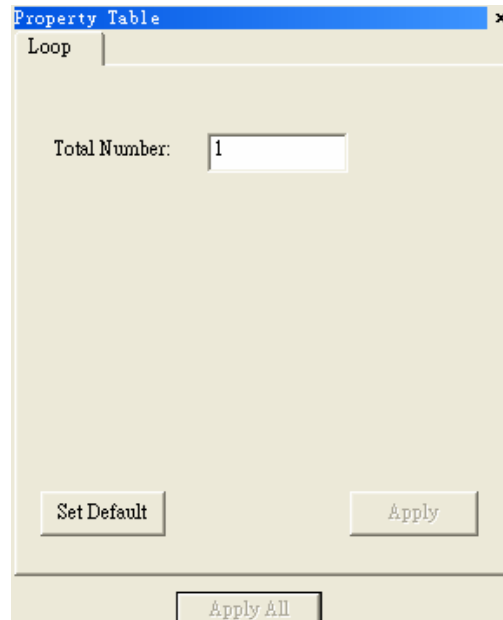 Property Table
Loop
Total Number: 1
Set Default Apply
Apply All